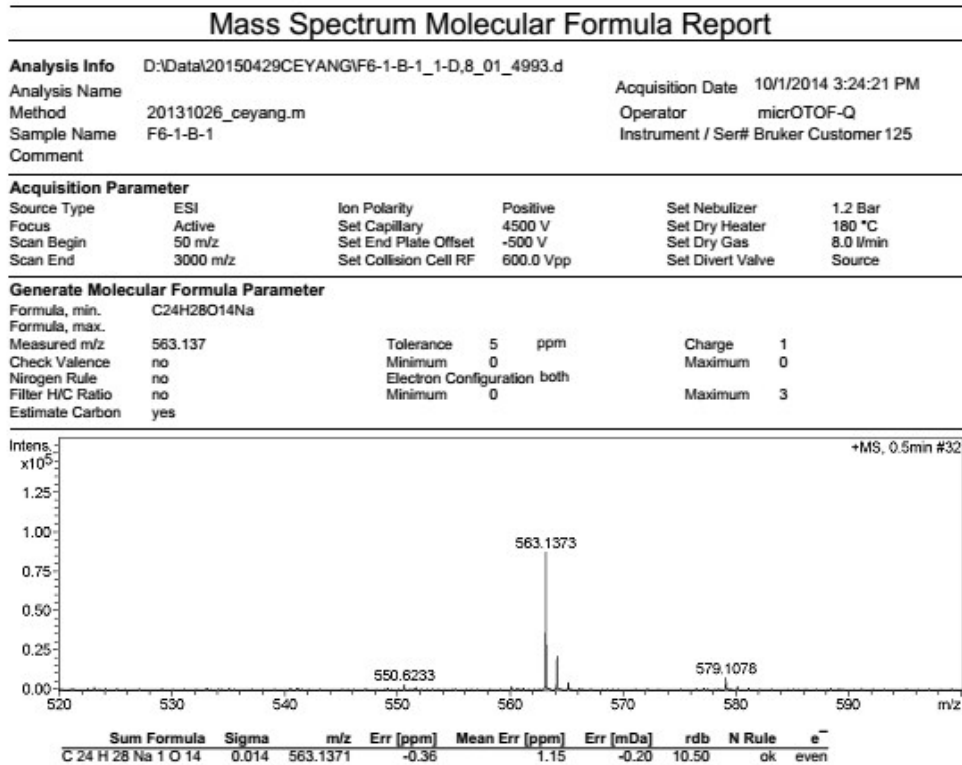 Mass Spectrum Molecular Formula Report
Analysis Info D:\Data\20150429CEYANG\F6-1-B-1_1-D,8_01_4993.d
Analysis Name Acquisition Date 10/1/2014 3:24:21 PM
Method 20131026_ceyang.m Operator micrOTOF-Q
Sample Name F6-1-B-1 Instrument / Ser# Bruker Customer 125
Comment
Acquisition Parameter
Source Type ESI Ion Polarity Positive Set Nebulizer 1.2 Bar
Focus Active Set Capillary 4500 V Set Dry Heater 180 °C
Scan Begin 50 m/z Set End Plate Offset -500 V Set Dry Gas 8.0 l/min
Scan End 3000 m/z Set Collision Cell RF 600.0 Vpp Set Divert Valve Source
Generate Molecular Formula Parameter
Formula, min. C24H28O14Na
Formula, max.
Measured m/z 563.137 Tolerance 5 ppm Charge 1
Check Valence no Minimum 0 Maximum 0
Nirogen Rule no Electron Configuration both
Filter H/C Ratio no Minimum 0 Maximum 3
Estimate Carbon yes
Intens. +MS, 0.5min #32
x10⁵
1.25
1.00
563.1373
0.75
0.50
0.25
550.6233 579.1078
0.00
520 530 540 550 560 570 580 590 m/z
Sum Formula Sigma m/z Err [ppm] Mean Err [ppm] Err [mDa] rdb N Rule e⁻
C 24 H 28 Na 1 O 14 0.014 563.1371 -0.36 1.15 -0.20 10.50 ok even